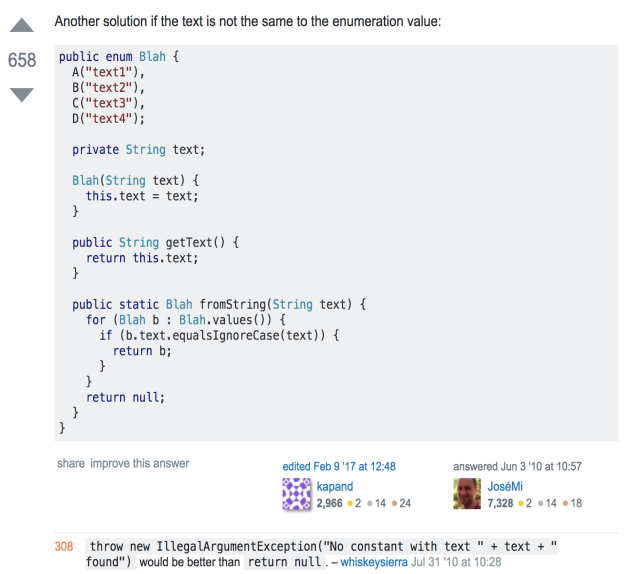 Another solution if the text is not the same to the enumeration value:
658
public enum Blah {
A("text1"),
B("text2"),
C("text3"),
D("text4");
private String text;
Blah(String text) {
this.text = text;
}
public String getText() {
return this.text;
}
public static Blah fromString(String text) {
for (Blah b : Blah.values()) {
if (b.text.equalsIgnoreCase(text)) {
return b;
}
}
return null;
}
}
share improve this answer
edited Feb 9 '17 at 12:48
kapand
2,966 2 14 24
answered Jun 3 '10 at 10:57
JoséMi
7,328 2 14 18
308 throw new IllegalArgumentException("No constant with text " + text + "
found") would be better than return null. – whiskeysierra Jul 31 '10 at 10:28